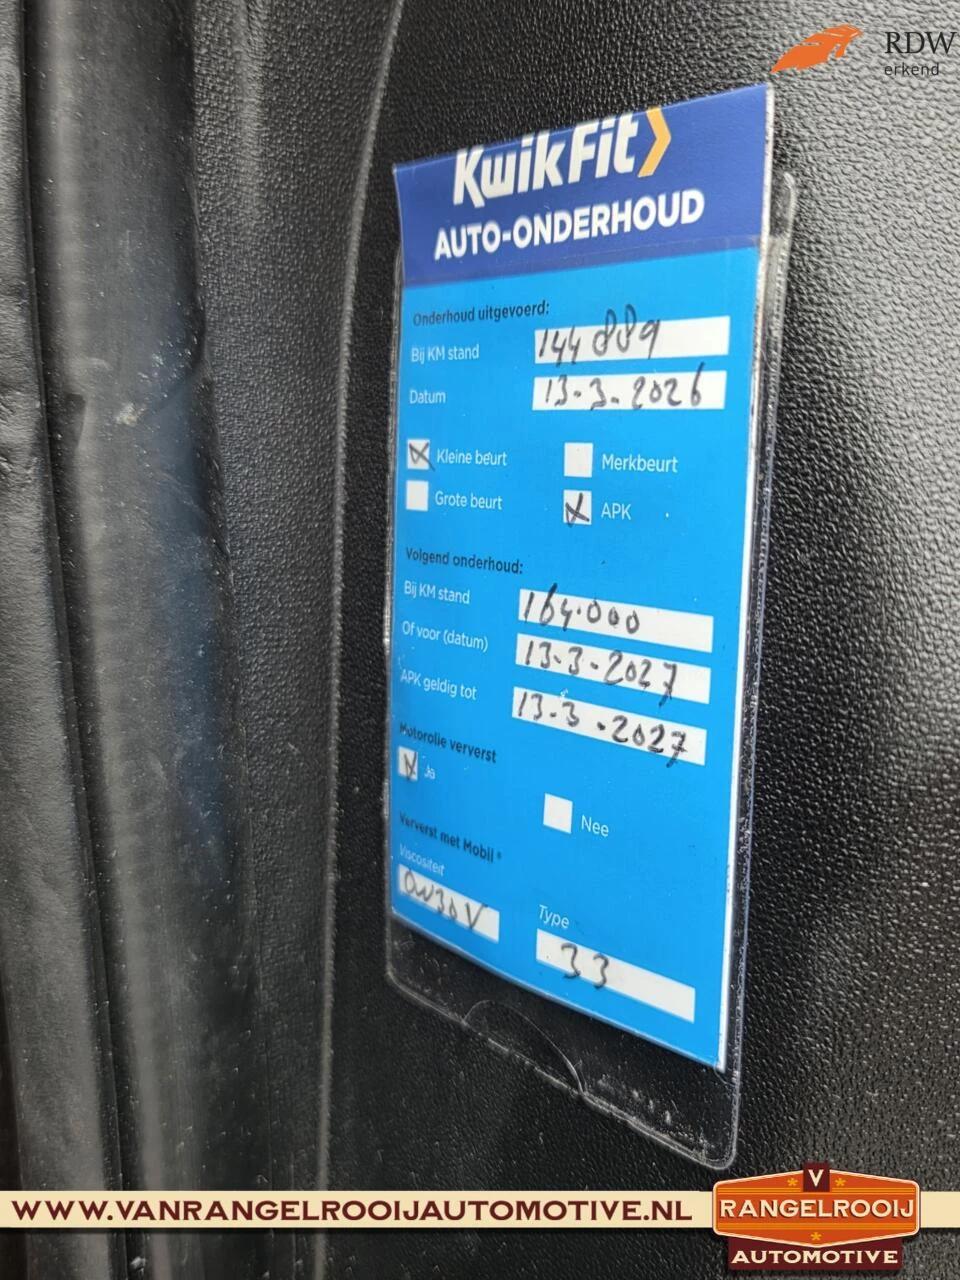 RDW
erkend
KwikFit
AUTO-ONDERHOUD
Onderhoud uitgevoerd:
Bij KM stand 144889
Datum 13-3-2026
Kleine beurt Merkbeurt
Grote beurt APK
Volgend onderhoud:
Bij KM stand 164.000
Of voor (datum) 13-3-2027
APK geldig tot 13-3-2027
Motorolie ververst
Ja Nee
Ververst met Mobil®
Viscositeit Type
0W30V 33
WWW.VANRANGELROOIJAUTOMOTIVE.NL
V
RANGELROOIJ
AUTOMOTIVE